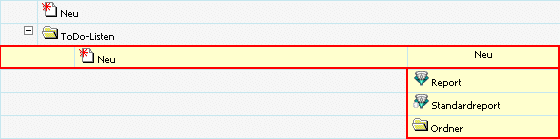 Neu
ToDo-Listen
Neu Neu
Report
Standardreport
Ordner